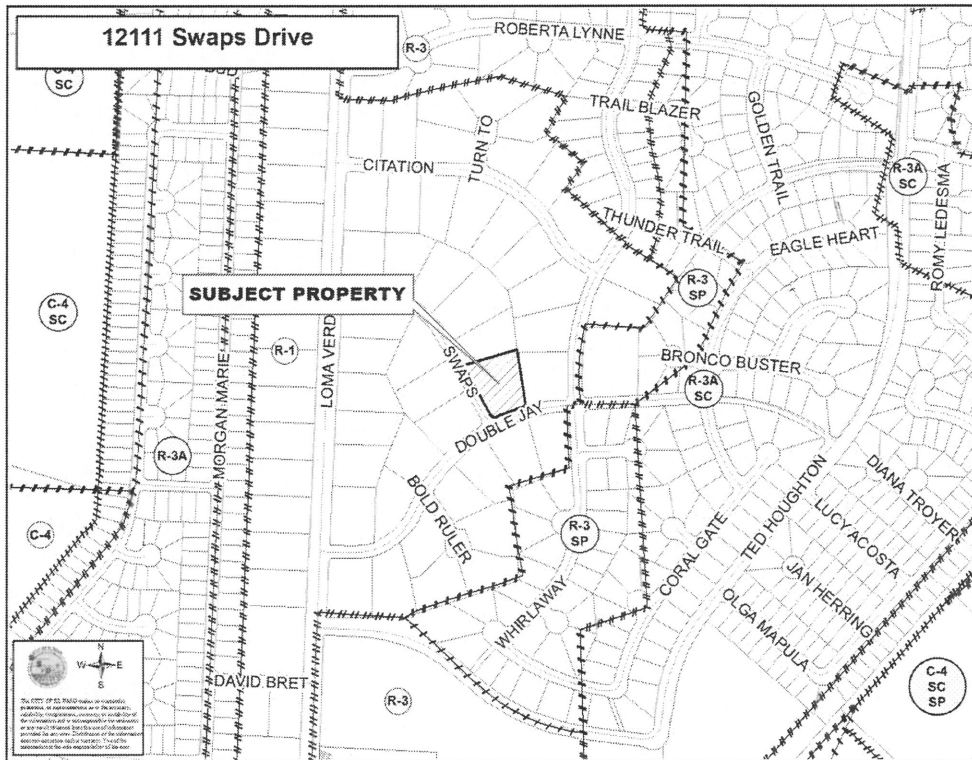 12111 Swaps Drive
R-3
ROBERTA LYNNE
SC
TRAIL BLAZER
GOLDEN TRAIL
TURN TO
CITATION
R-3A
SC
THUNDER TRAIL
EAGLE HEART
ROMY LEDESMA
SUBJECT PROPERTY
R-3
SP
C-4
SC
LOMA VERD
R-1
SWAPS
BRONCO BUSTER
R-3A
SC
DOUBLE JAY
MORGAN MARIE
R-3A
BOLD RULER
DIANA TROYER
LUCY ACOSTA
TED HOUGHTON
CORAL GATE
C-4
R-3
SP
JAN HERRING
WHIRLAWAY
OLGA MAPULA
N
W
E
S
DAVID BRET
R-3
C-4
SC
SP